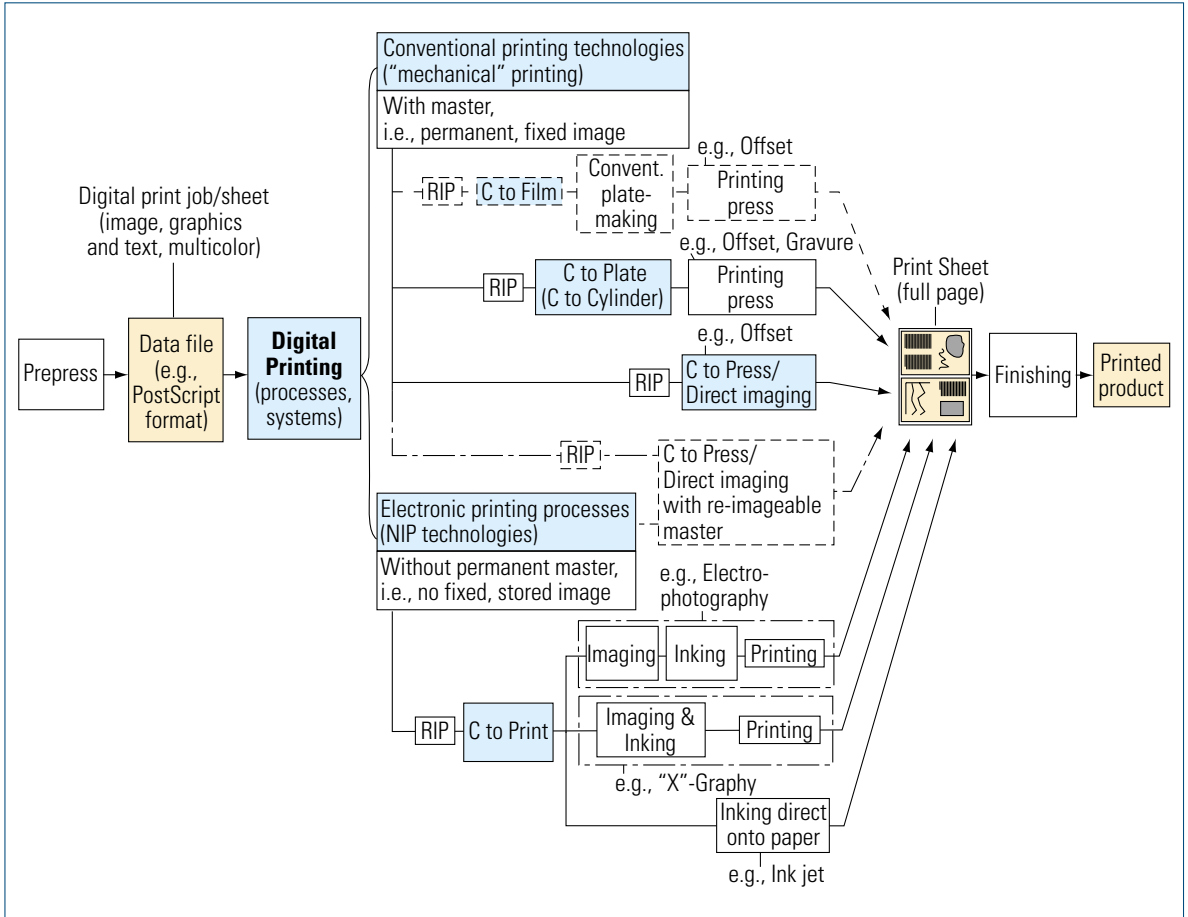 Conventional printing technologies
(“mechanical” printing)
With master,
i.e., permanent, fixed image
e.g., Offset
RIP
C to Film
Convent.
plate-
making
Printing
press
Digital print job/sheet
(image, graphics
and text, multicolor)
e.g., Offset, Gravure
RIP
C to Plate
(C to Cylinder)
Printing
press
Print Sheet
(full page)
e.g., Offset
Prepress
Data file
(e.g.,
PostScript
format)
Digital
Printing
(processes,
systems)
RIP
C to Press/
Direct imaging
Finishing
Printed
product
RIP
C to Press/
Direct imaging
with re-imageable
master
Electronic printing processes
(NIP technologies)
Without permanent master,
i.e., no fixed, stored image
e.g., Electro-
photography
Imaging
Inking
Printing
RIP
C to Print
Imaging &
Inking
Printing
e.g., “X”-Graphy
Inking direct
onto paper
e.g., Ink jet